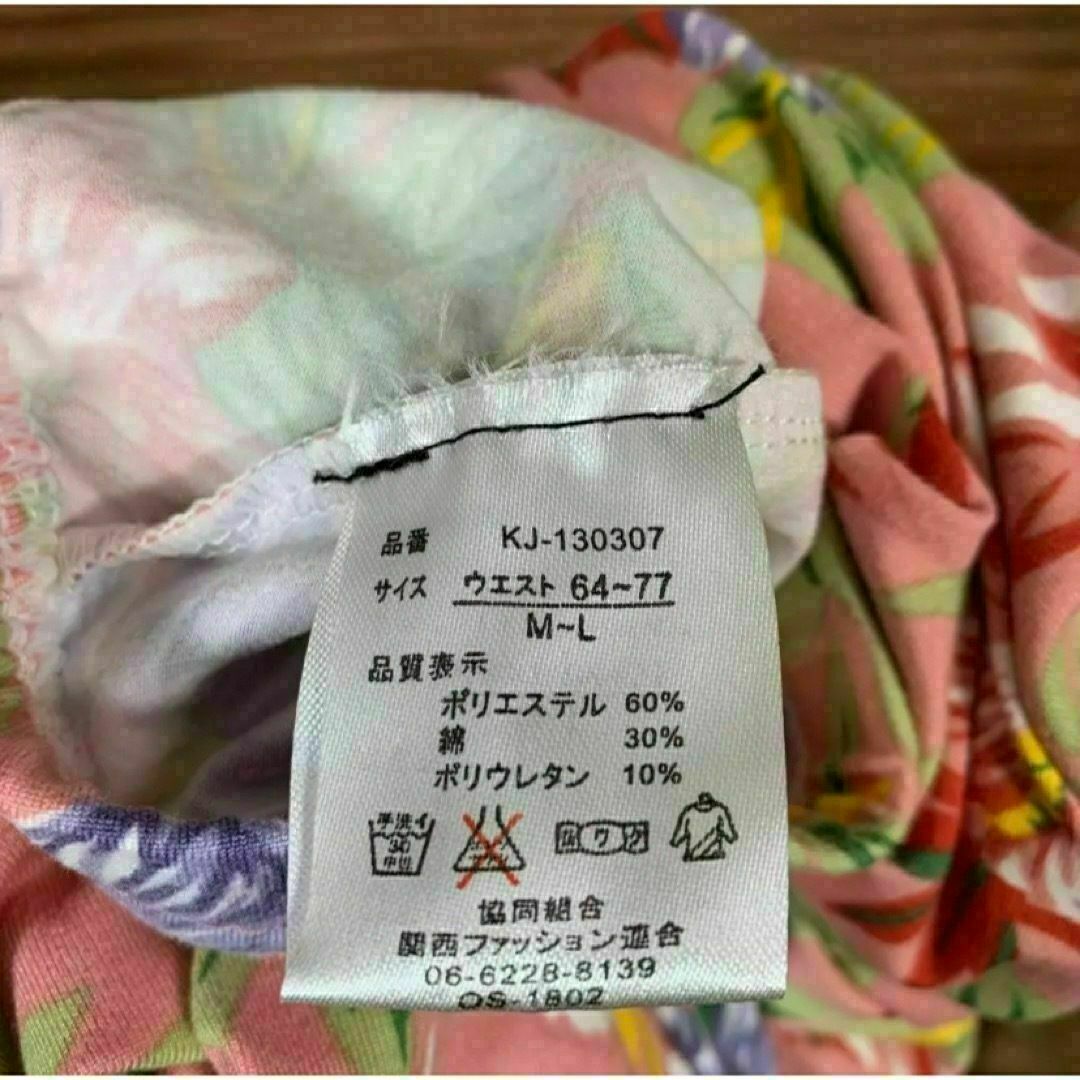 品番 KJ-130307
サイズ ウエスト 64~77
M~L
品質表示
ポリエステル 60%
綿 30%
ポリウレタン 10%
手洗イ
30
中性
協同組合
関西ファッション連合
06-6228-8139
OS-1802